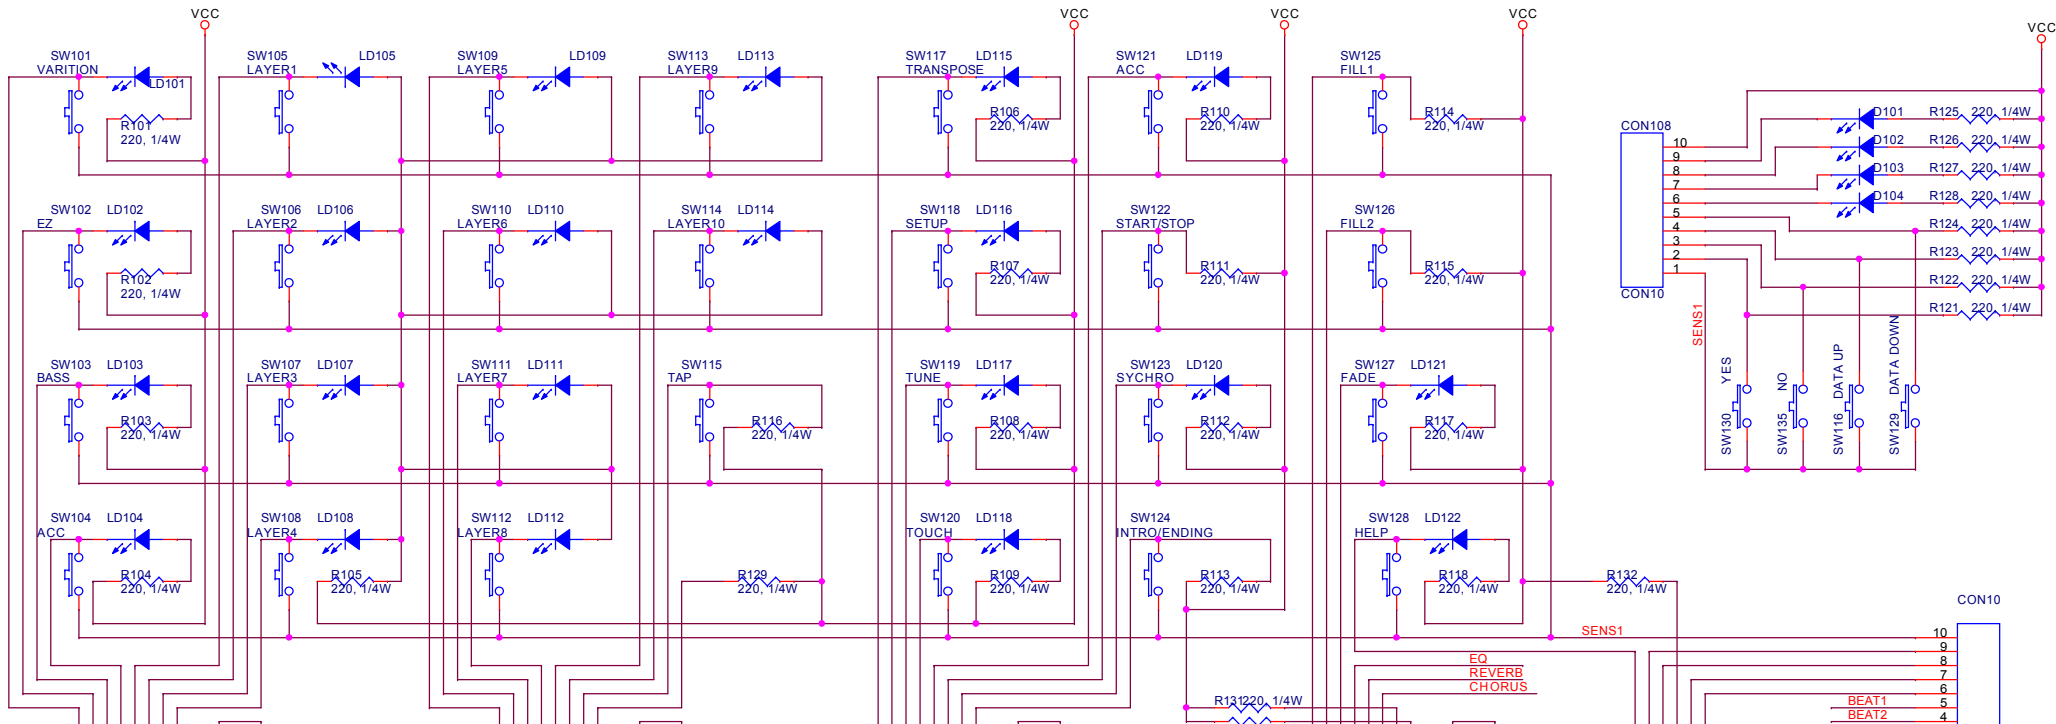 VCC VCC VCC VCC VCC
SW101 LD105 SW105 LD109 SW109 SW113 LD113 SW117 LD115 SW121 LD119 SW125
VARITION LAYER1 LAYER5 LAYER9 TRANSPOSE ACC FILL1
LD101
R101 R106 R110 R114
220, 1/4W 220, 1/4W 220, 1/4W 220, 1/4W
CON108
10
9
8
7
6
5
4
3
2
1
CON10
SENS1
D101 R125 220, 1/4W
D102 R126 220, 1/4W
D103 R127 220, 1/4W
D104 R128 220, 1/4W
R124 220, 1/4W
R123 220, 1/4W
R122 220, 1/4W
R121 220, 1/4W
SW130 YES
SW135 NO
SW116 DATA UP
SW129 DATA DOWN
SW102 LD102 SW106 LD106 SW110 LD110 SW114 LD114 SW118 LD116 SW122 SW126
EZ LAYER2 LAYER6 LAYER10 SETUP START/STOP FILL2
R102 R107 R111 R115
220, 1/4W 220, 1/4W 220, 1/4W 220, 1/4W
SW103 LD103 SW107 LD107 SW111 LD111 SW115 SW119 LD117 SW123 LD120 SW127 LD121
BASS LAYER3 LAYER7 TAP TUNE SYCHRO FADE
R103 R116 R108 R112 R117
220, 1/4W 220, 1/4W 220, 1/4W 220, 1/4W 220, 1/4W
SW104 LD104 SW108 LD108 SW112 LD112 SW120 LD118 SW124 SW128 LD122
ACC LAYER4 LAYER8 TOUCH INTRO/ENDING HELP
R104 R105 R129 R109 R113 R118 R132
220, 1/4W 220, 1/4W 220, 1/4W 220, 1/4W 220, 1/4W 220, 1/4W 220, 1/4W
CON10
SENS1
10
9
8
7
6
5
4
EQ
REVERB
CHORUS
BEAT1
BEAT2
R131 220, 1/4W